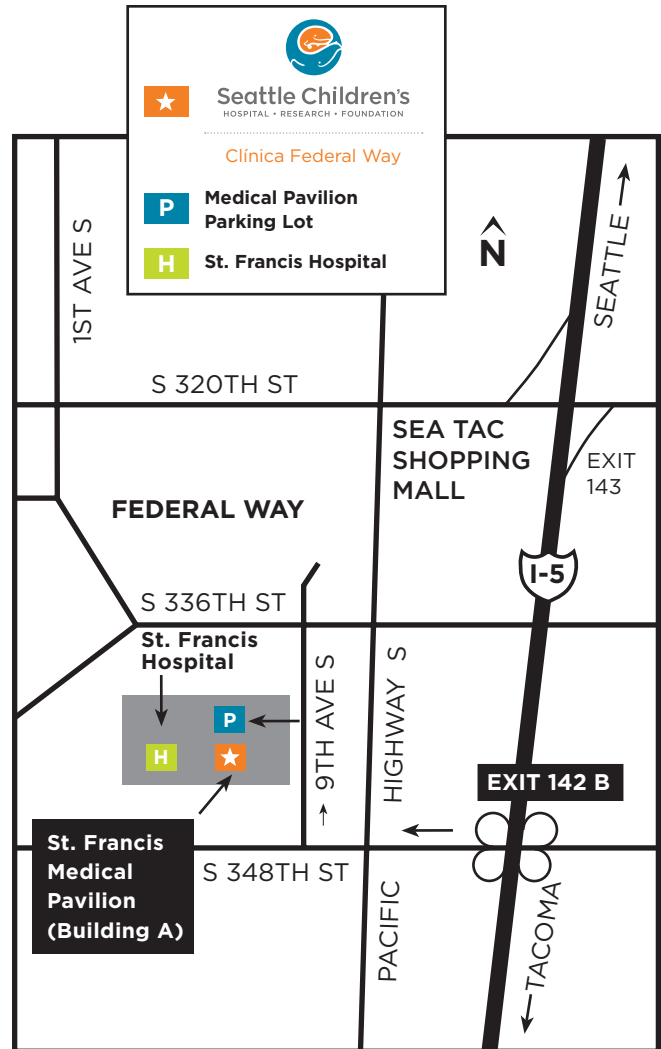 Seattle Children's
HOSPITAL • RESEARCH • FOUNDATION
Clínica Federal Way
P
Medical Pavilion
Parking Lot
H
St. Francis Hospital
N
1ST AVE S
SEATTLE
S 320TH ST
SEA TAC
SHOPPING
MALL
EXIT
143
FEDERAL WAY
I-5
S 336TH ST
St. Francis
Hospital
P
H
9TH AVE S
HIGHWAY S
EXIT 142 B
St. Francis
Medical
Pavilion
(Building A)
S 348TH ST
PACIFIC
TACOMA